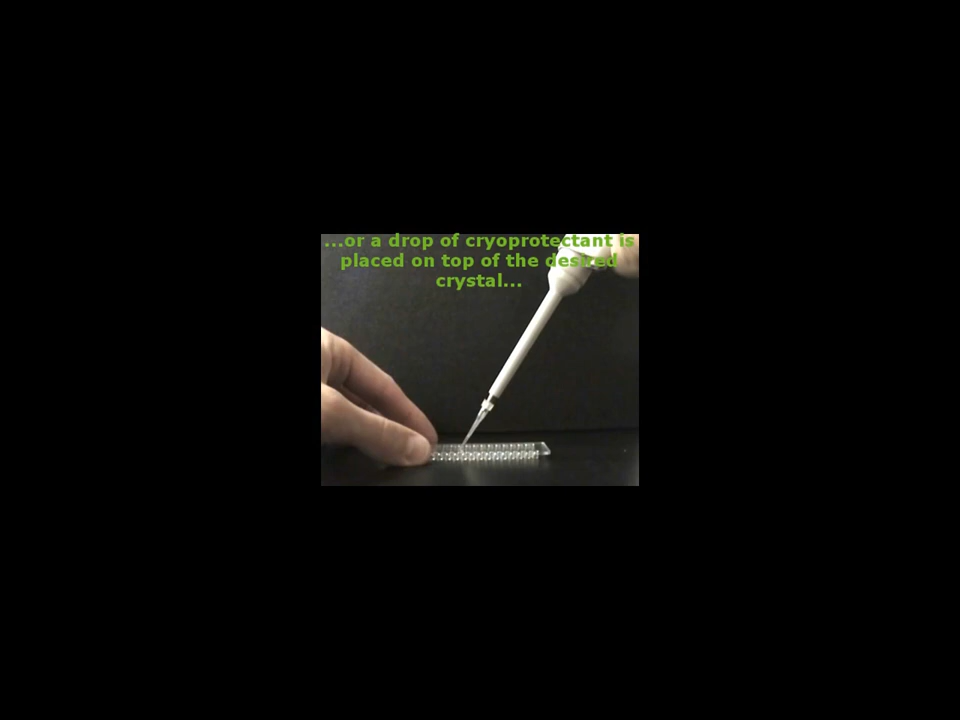 ...or a drop of cryoprotectant is
placed on top of the desired
crystal...